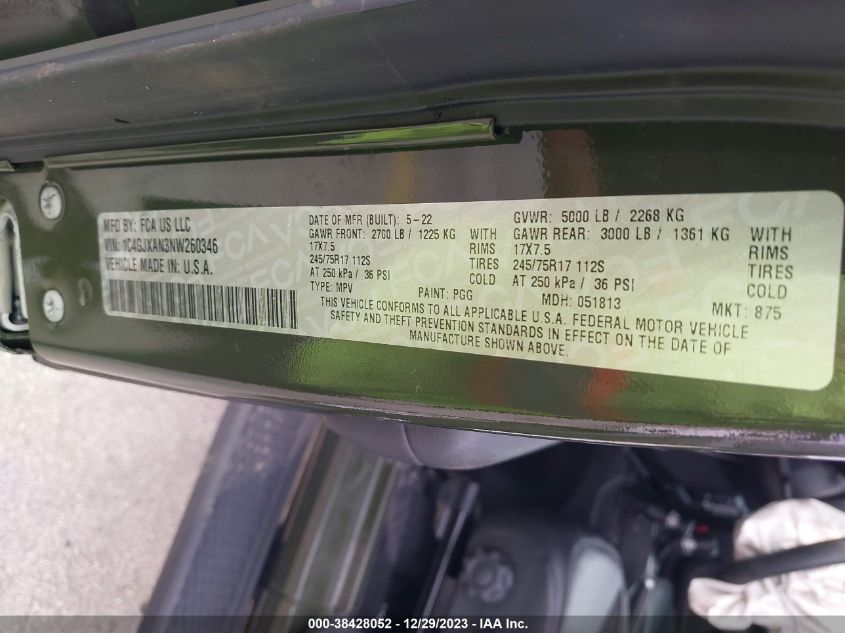 MFD BY: FCA US LLC
VIN: 1C4GJXAN3NW260346
VEHICLE MADE IN: U.S.A.
DATE OF MFR (BUILT): 5-22
GAWR FRONT: 2700 LB / 1225 KG WITH
17X7.5 RIMS
245/75R17 112S TIRES
AT 250 kPa / 36 PSI COLD
TYPE: MPV PAINT: PGG
GVWR: 5000 LB / 2268 KG
GAWR REAR: 3000 LB / 1361 KG WITH
17X7.5 RIMS
245/75R17 112S TIRES
AT 250 kPa / 36 PSI COLD
MDH: 051813 MKT: 875
THIS VEHICLE CONFORMS TO ALL APPLICABLE U.S.A. FEDERAL MOTOR VEHICLE
SAFETY AND THEFT PREVENTION STANDARDS IN EFFECT ON THE DATE OF
MANUFACTURE SHOWN ABOVE.
000-38428052 - 12/29/2023 - IAA Inc.